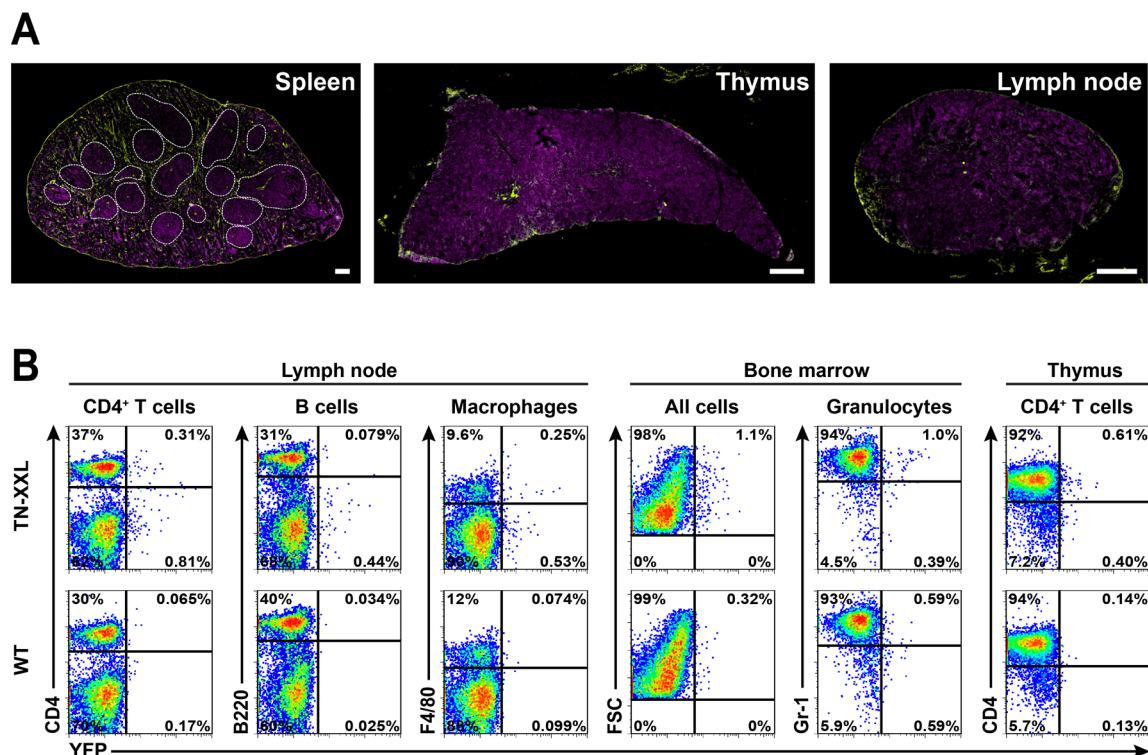 A
Spleen
Thymus
Lymph node
B
Lymph node
Bone marrow
Thymus
CD4⁺ T cells
B cells
Macrophages
All cells
Granulocytes
CD4⁺ T cells
TN-XXL
37% 0.31%
62% 0.81%
31% 0.079%
68% 0.44%
9.6% 0.25%
90% 0.53%
98% 1.1%
0% 0%
94% 1.0%
4.5% 0.39%
92% 0.61%
7.2% 0.40%
WT
30% 0.065%
70% 0.17%
40% 0.034%
60% 0.025%
12% 0.074%
88% 0.099%
99% 0.32%
0% 0%
93% 0.59%
5.9% 0.59%
94% 0.14%
5.7% 0.13%
CD4
B220
F4/80
FSC
Gr-1
CD4
YFP